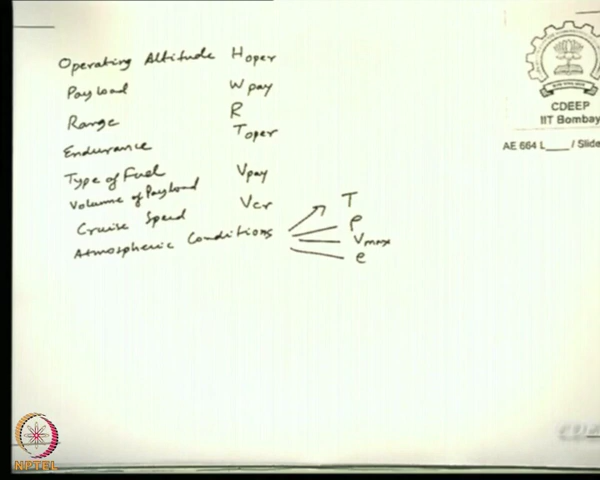 Operating Altitude Hoper
Payload Wpay
Range R
Endurance Toper
Type of Fuel
Volume of Payload Vpay
Cruise Speed Vcr
Atmospheric Conditions T
P
Vmax
e
CDEEP
IIT Bombay
AE 664 L___ / Slide
NPTEL